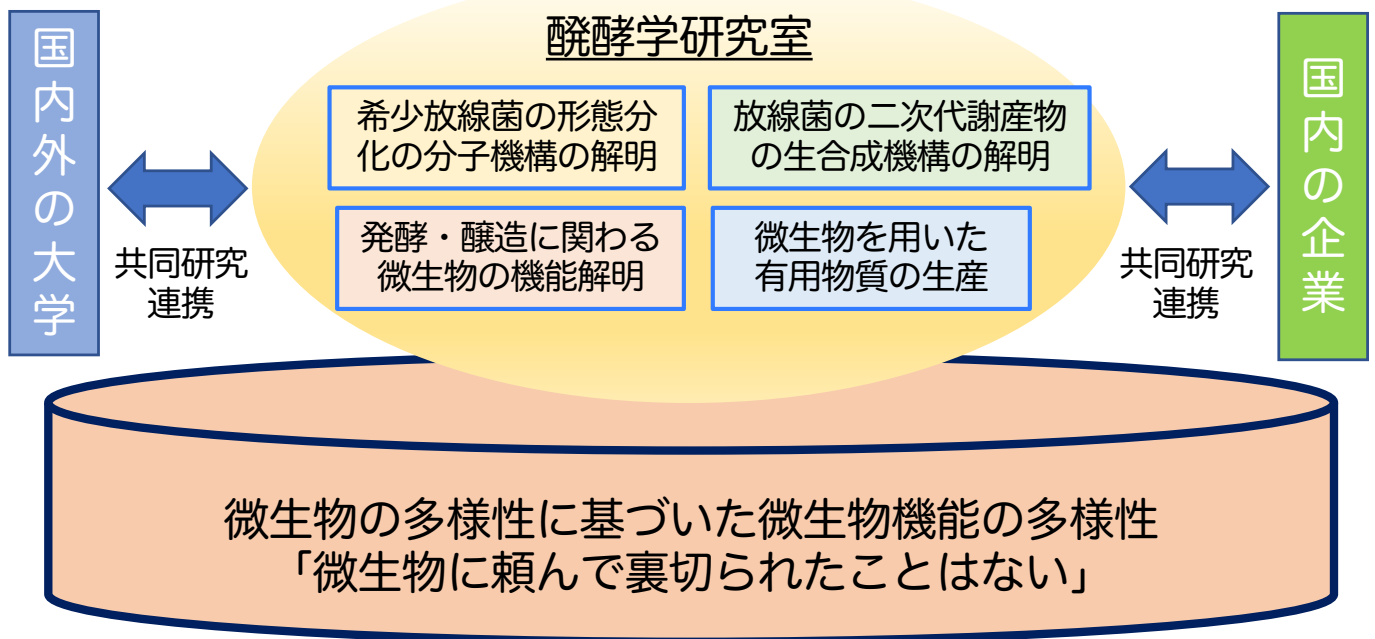 醗酵学研究室
国内外の大学
共同研究
連携
希少放線菌の形態分
化の分子機構の解明
放線菌の二次代謝産物
の生合成機構の解明
発酵・醸造に関わる
微生物の機能解明
微生物を用いた
有用物質の生産
共同研究
連携
国内の企業
微生物の多様性に基づいた微生物機能の多様性
「微生物に頼んで裏切られたことはない」